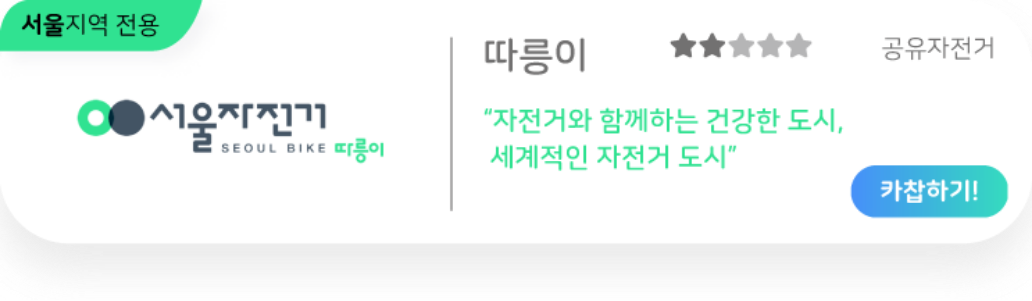 서울지역 전용
따릉이
공유자전거
서울자전거
SEOUL BIKE 따릉이
“자전거와 함께하는 건강한 도시,
세계적인 자전거 도시”
카찹하기!